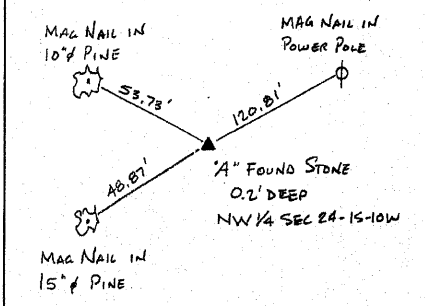 MAG NAIL IN
10"ø PINE
MAG NAIL IN
POWER POLE
53.73'
120.81'
48.87'
"A" FOUND STONE
0.2' DEEP
NW 1/4 SEC 24-1S-10W
MAG NAIL IN
15"ø PINE